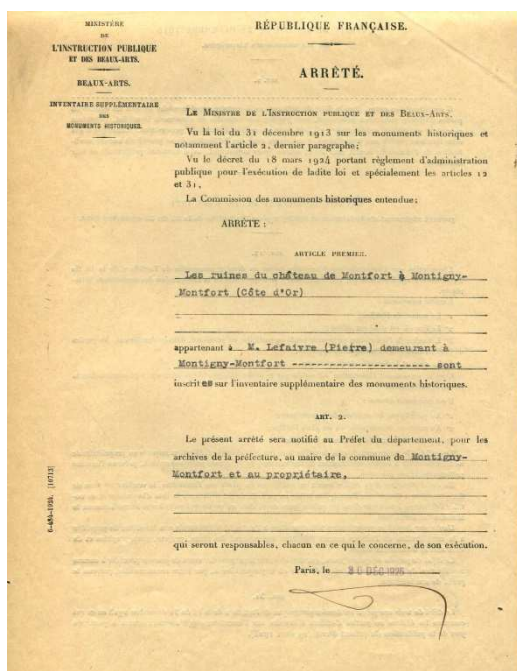 MINISTÈRE
DE
L'INSTRUCTION PUBLIQUE
ET DES BEAUX-ARTS.
BEAUX-ARTS.
INVENTAIRE SUPPLÉMENTAIRE
DES
MONUMENTS HISTORIQUES.
RÉPUBLIQUE FRANÇAISE.
ARRÊTÉ.
LE MINISTRE DE L'INSTRUCTION PUBLIQUE ET DES BEAUX-ARTS,
Vu la loi du 31 décembre 1913 sur les monuments historiques et
notamment l'article 2, dernier paragraphe;
Vu le décret du 18 mars 1924 portant règlement d'administration
publique pour l'exécution de ladite loi et spécialement les articles 12
et 31,
La Commission des monuments historiques entendue;
ARRÊTE :
ARTICLE PREMIER.
Les ruines du château de Montfort à Montigny-
Montfort (Côte d'Or)
appartenant à M. Lefaivre (Pierre) demeurant à
Montigny-Montfort ---------------------- sont
inscrites sur l'inventaire supplémentaire des monuments historiques.
ART. 2.
Le présent arrêté sera notifié au Préfet du département, pour les
archives de la préfecture, au maire de la commune de Montigny-
Montfort et au propriétaire,
qui seront responsables, chacun en ce qui le concerne, de son exécution.
Paris, le DEC 1925
[10713]